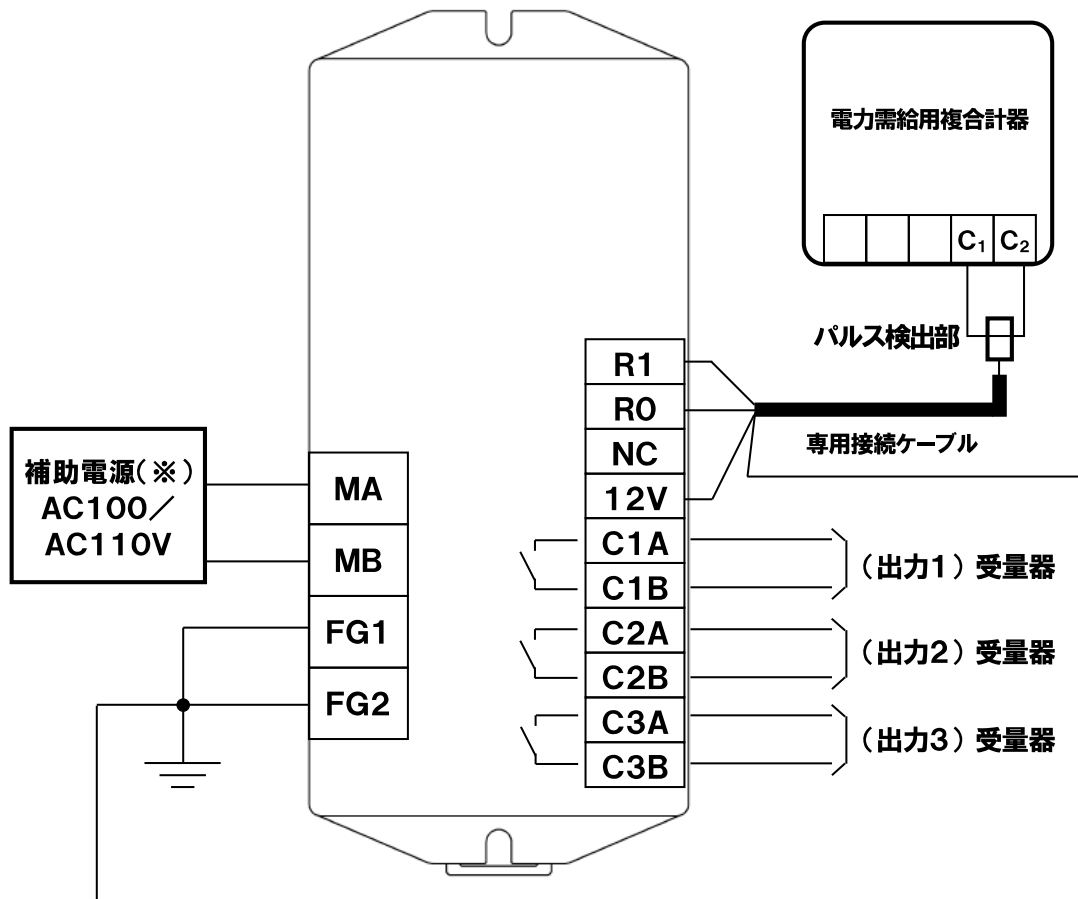 電力需給用複合計器
C₁ C₂
パルス検出部
専用接続ケーブル
補助電源(※)
AC100/
AC110V
MA
MB
FG1
FG2
R1
R0
NC
12V
C1A
C1B
C2A
C2B
C3A
C3B
(出力1)受量器
(出力2)受量器
(出力3)受量器